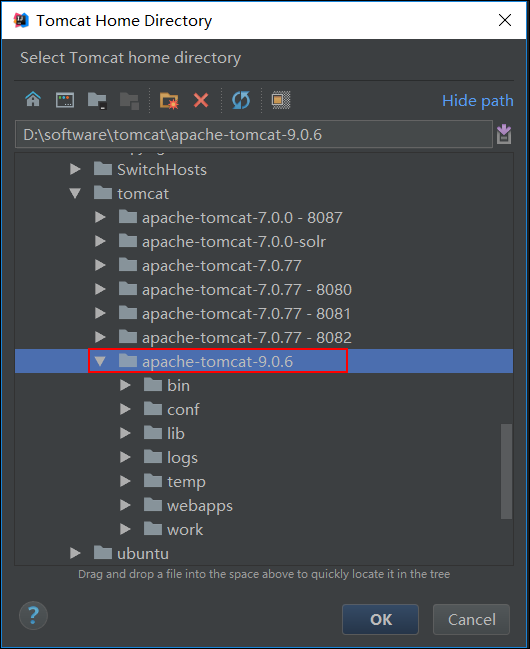 Tomcat Home Directory
Select Tomcat home directory
Hide path
D:\software\tomcat\apache-tomcat-9.0.6
SwitchHosts
tomcat
apache-tomcat-7.0.0 - 8087
apache-tomcat-7.0.0-solr
apache-tomcat-7.0.77
apache-tomcat-7.0.77 - 8080
apache-tomcat-7.0.77 - 8081
apache-tomcat-7.0.77 - 8082
apache-tomcat-9.0.6
bin
conf
lib
logs
temp
webapps
work
ubuntu
Drag and drop a file into the space above to quickly locate it in the tree
?
OK
Cancel